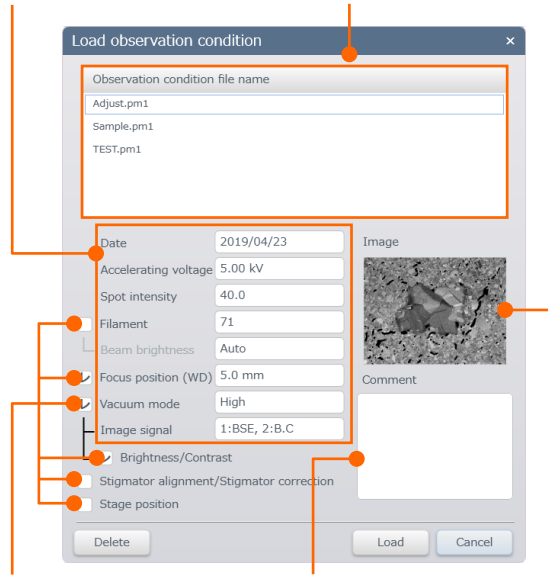 Load observation condition ×
Observation condition file name
Adjust.pm1
Sample.pm1
TEST.pm1
Date 2019/04/23
Accelerating voltage 5.00 kV
Spot intensity 40.0
Filament 71
Beam brightness Auto
Focus position (WD) 5.0 mm
Vacuum mode High
Image signal 1:BSE, 2:B.C
Brightness/Contrast
Stigmator alignment/Stigmator correction
Stage position
Image
Comment
Delete Load Cancel